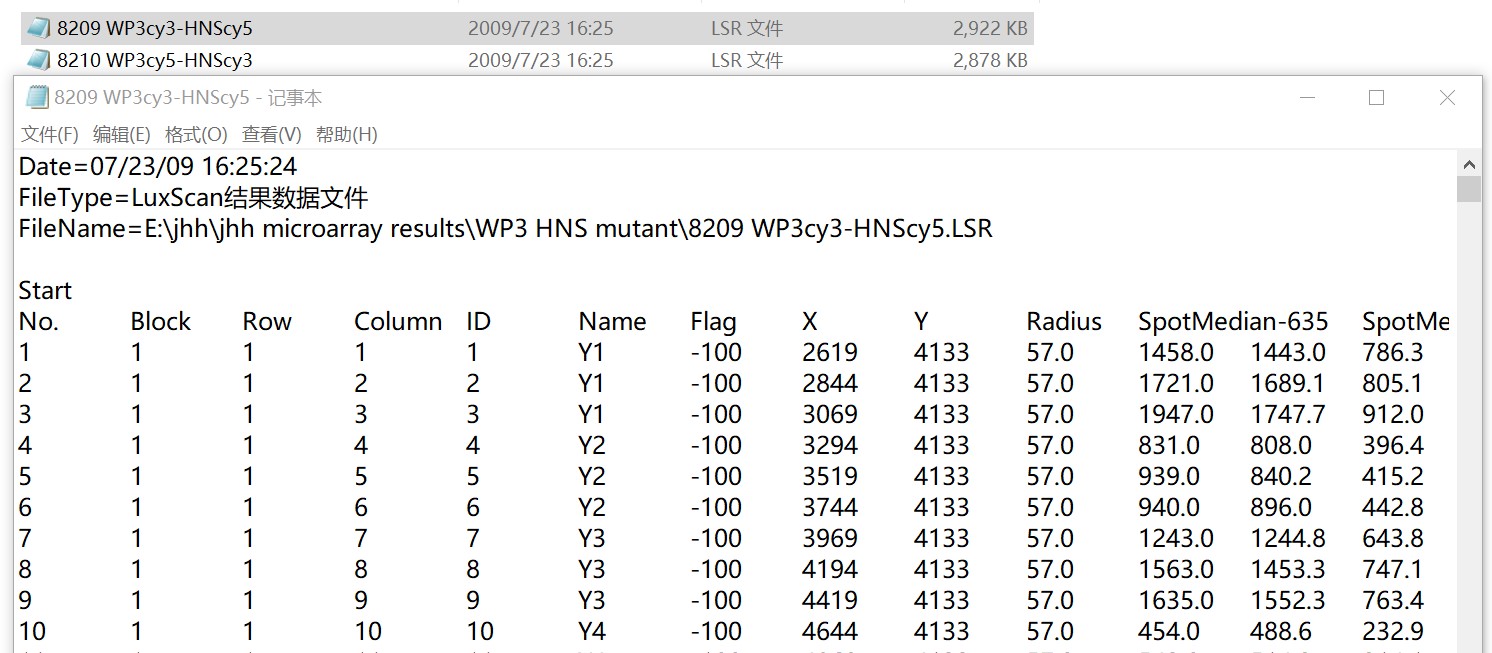 8209 WP3cy3-HNScy5 2009/7/23 16:25 LSR 文件 2,922 KB
8210 WP3cy5-HNScy3 2009/7/23 16:25 LSR 文件 2,878 KB
8209 WP3cy3-HNScy5 - 记事本
文件(F) 编辑(E) 格式(O) 查看(V) 帮助(H)
Date=07/23/09 16:25:24
FileType=LuxScan结果数据文件
FileName=E:\jhh\jhh microarray results\WP3 HNS mutant\8209 WP3cy3-HNScy5.LSR
Start
No. Block Row Column ID Name Flag X Y Radius SpotMedian-635 SpotMe
1 1 1 1 1 Y1 -100 2619 4133 57.0 1458.0 1443.0 786.3
2 1 1 2 2 Y1 -100 2844 4133 57.0 1721.0 1689.1 805.1
3 1 1 3 3 Y1 -100 3069 4133 57.0 1947.0 1747.7 912.0
4 1 1 4 4 Y2 -100 3294 4133 57.0 831.0 808.0 396.4
5 1 1 5 5 Y2 -100 3519 4133 57.0 939.0 840.2 415.2
6 1 1 6 6 Y2 -100 3744 4133 57.0 940.0 896.0 442.8
7 1 1 7 7 Y3 -100 3969 4133 57.0 1243.0 1244.8 643.8
8 1 1 8 8 Y3 -100 4194 4133 57.0 1563.0 1453.3 747.1
9 1 1 9 9 Y3 -100 4419 4133 57.0 1635.0 1552.3 763.4
10 1 1 10 10 Y4 -100 4644 4133 57.0 454.0 488.6 232.9